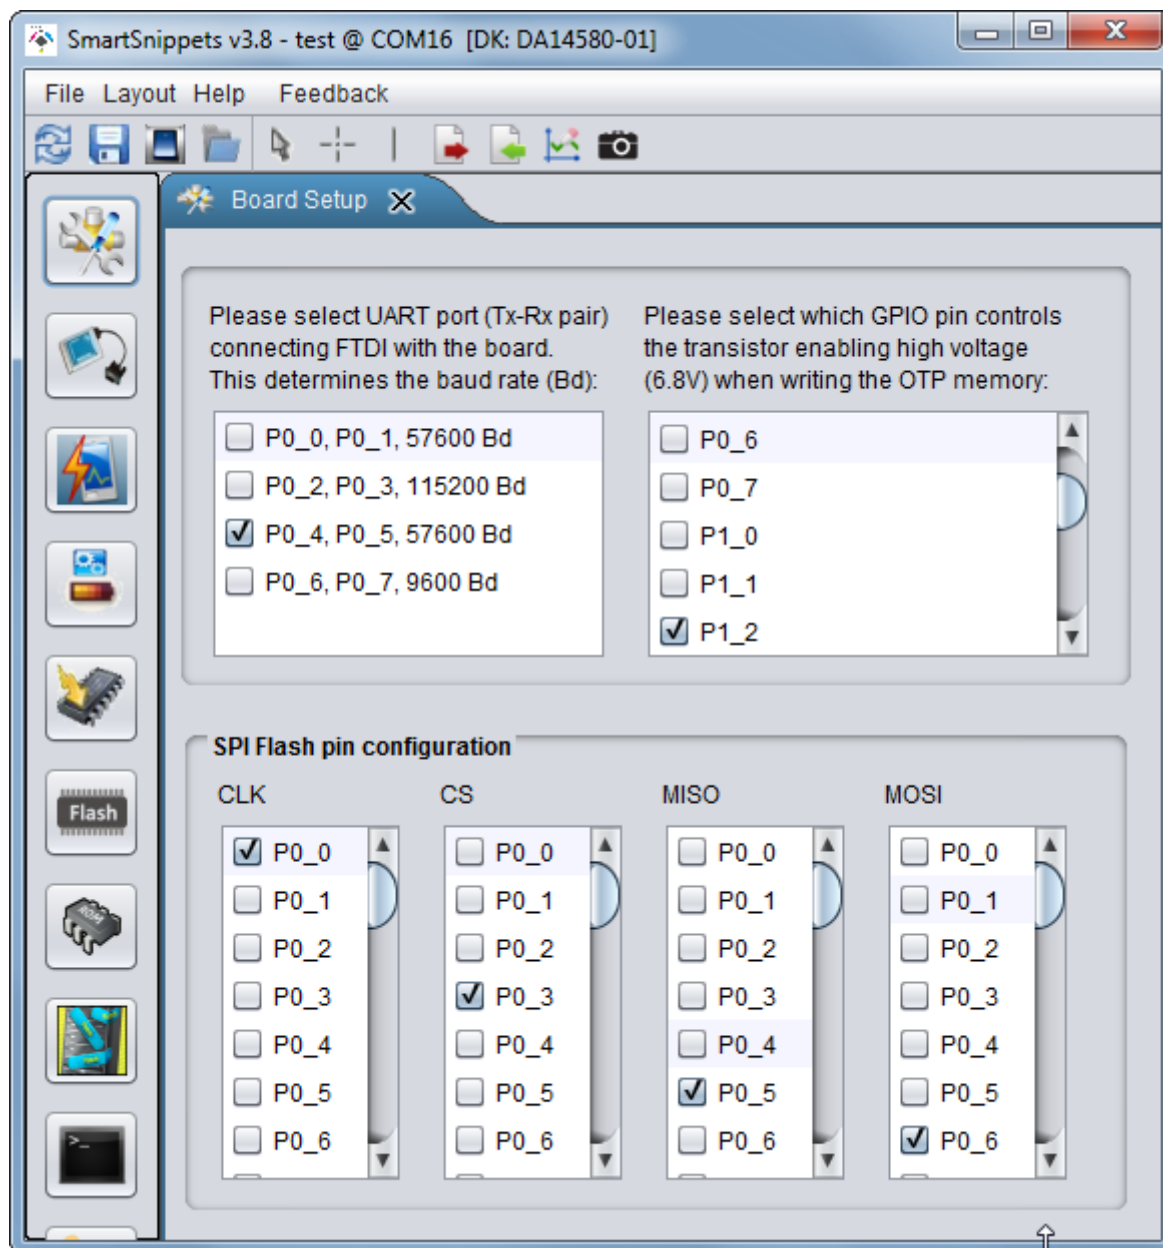 SmartSnippets v3.8 - test @ COM16 [DK: DA14580-01]
File Layout Help Feedback
Board Setup
Please select UART port (Tx-Rx pair)
connecting FTDI with the board.
This determines the baud rate (Bd):
P0_0, P0_1, 57600 Bd
P0_2, P0_3, 115200 Bd
P0_4, P0_5, 57600 Bd
P0_6, P0_7, 9600 Bd
Please select which GPIO pin controls
the transistor enabling high voltage
(6.8V) when writing the OTP memory:
P0_6
P0_7
P1_0
P1_1
P1_2
Flash
ROM
>_
SPI Flash pin configuration
CLK
P0_0
P0_1
P0_2
P0_3
P0_4
P0_5
P0_6
CS
P0_0
P0_1
P0_2
P0_3
P0_4
P0_5
P0_6
MISO
P0_0
P0_1
P0_2
P0_3
P0_4
P0_5
P0_6
MOSI
P0_0
P0_1
P0_2
P0_3
P0_4
P0_5
P0_6